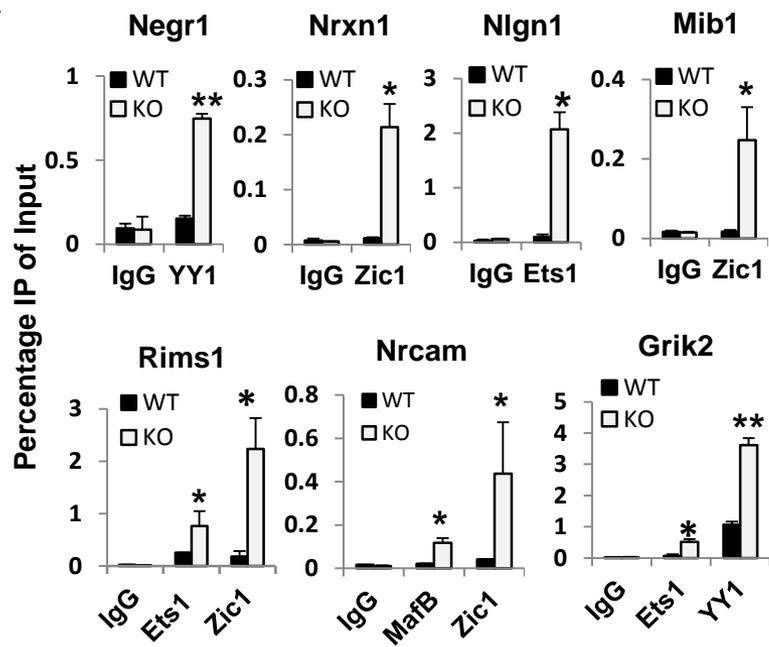 Negr1
Nrxn1
Nlgn1
Mib1
Percentage IP of Input
1
0.5
0
WT
KO
**
IgG YY1
0.3
0.2
0.1
0
WT
KO
*
IgG Zic1
3
2
1
0
WT
KO
*
IgG Ets1
0.4
0.2
0
WT
KO
*
IgG Zic1
Rims1
Nrcam
Grik2
3
2
1
0
WT
KO
*
*
IgG
Ets1
Zic1
0.8
0.6
0.4
0.2
0
WT
KO
*
*
IgG
MafB
Zic1
5
4
3
2
1
0
WT
KO
*
**
IgG
Ets1
YY1